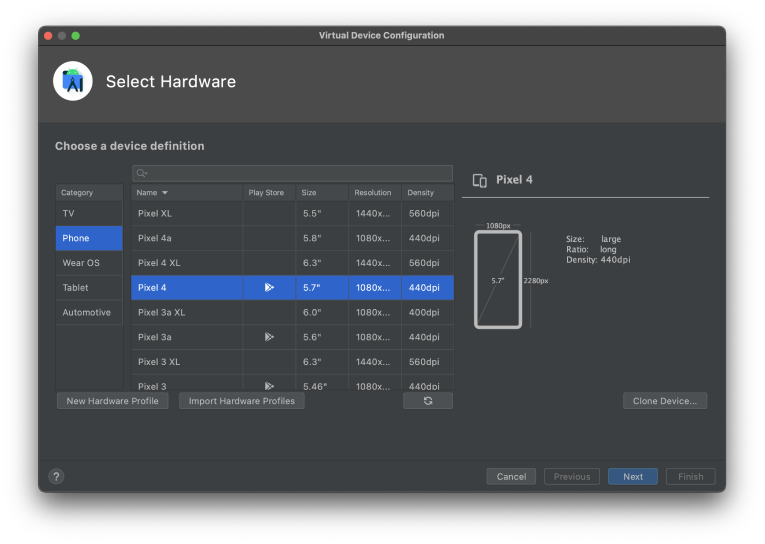 Virtual Device Configuration
Select Hardware
Choose a device definition
Category
TV
Phone
Wear OS
Tablet
Automotive
Name Play Store Size Resolution Density
Pixel XL 5.5" 1440x... 560dpi
Pixel 4a 5.8" 1080x... 440dpi
Pixel 4 XL 6.3" 1440x... 560dpi
Pixel 4 5.7" 1080x... 440dpi
Pixel 3a XL 6.0" 1080x... 400dpi
Pixel 3a 5.6" 1080x... 440dpi
Pixel 3 XL 6.3" 1440x... 560dpi
Pixel 3 5.46" 1080x... 440dpi
New Hardware Profile Import Hardware Profiles
Pixel 4
1080px
5.7"
2280px
Size: large
Ratio: long
Density: 440dpi
Clone Device...
? Cancel Previous Next Finish